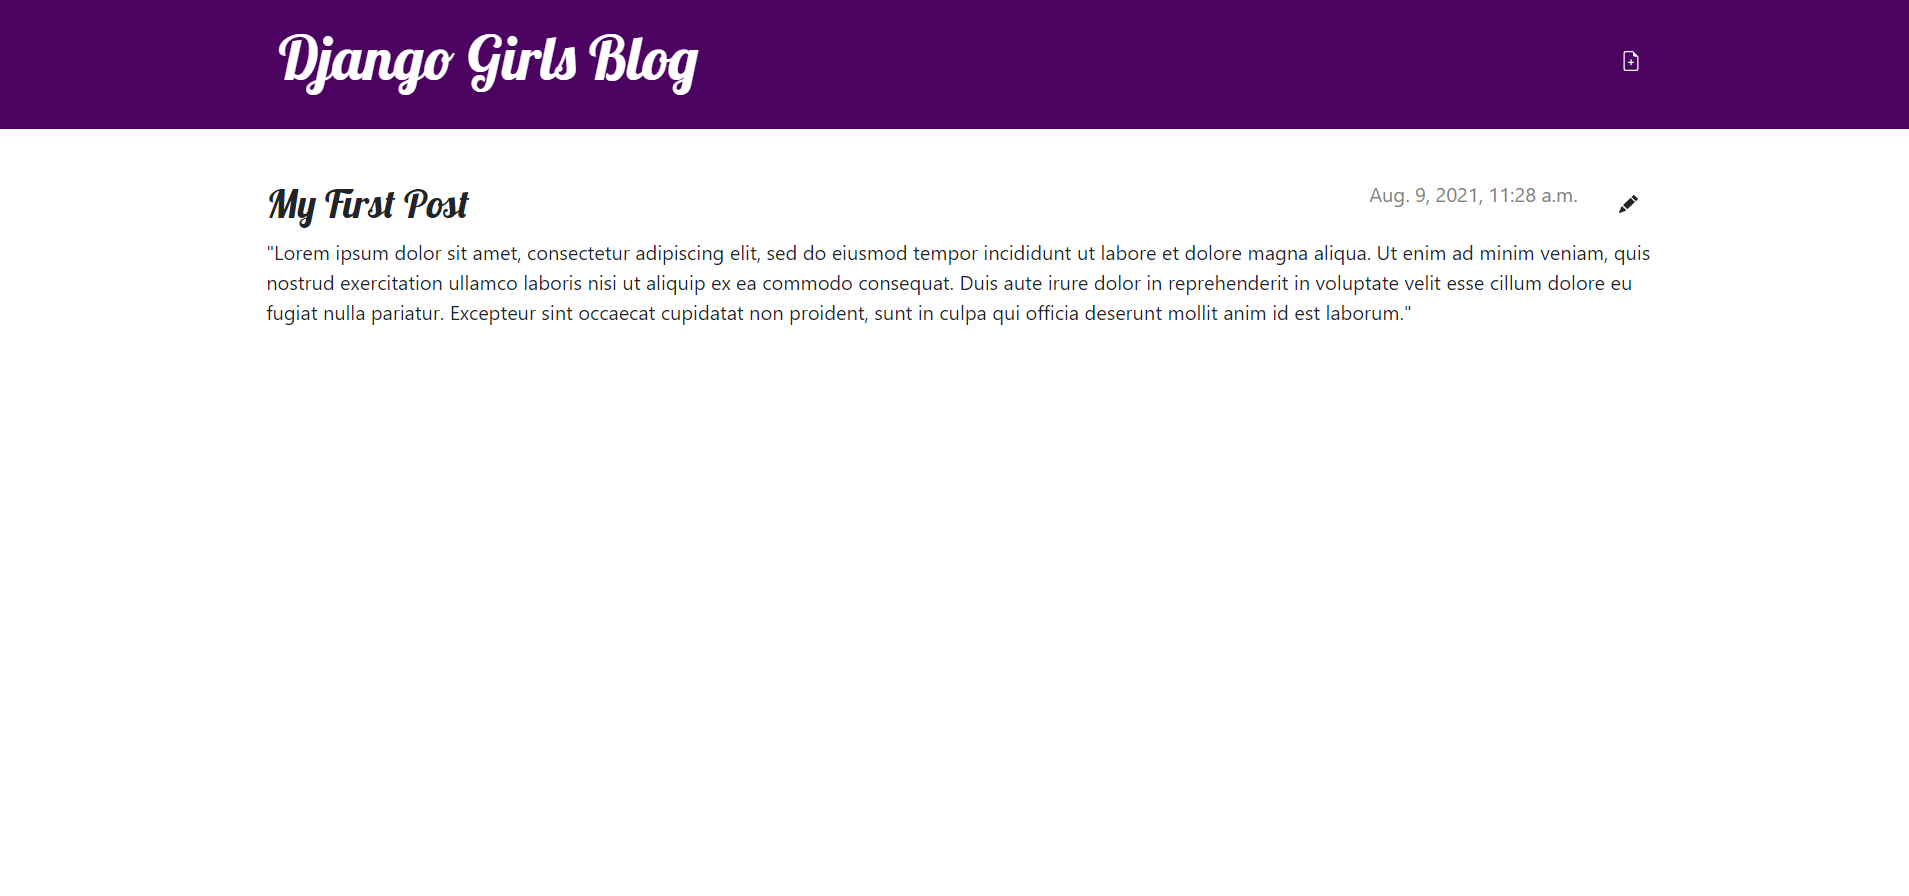 Django Girls Blog
My First Post
Aug. 9, 2021, 11:28 a.m.
"Lorem ipsum dolor sit amet, consectetur adipiscing elit, sed do eiusmod tempor incididunt ut labore et dolore magna aliqua. Ut enim ad minim veniam, quis
nostrud exercitation ullamco laboris nisi ut aliquip ex ea commodo consequat. Duis aute irure dolor in reprehenderit in voluptate velit esse cillum dolore eu
fugiat nulla pariatur. Excepteur sint occaecat cupidatat non proident, sunt in culpa qui officia deserunt mollit anim id est laborum."